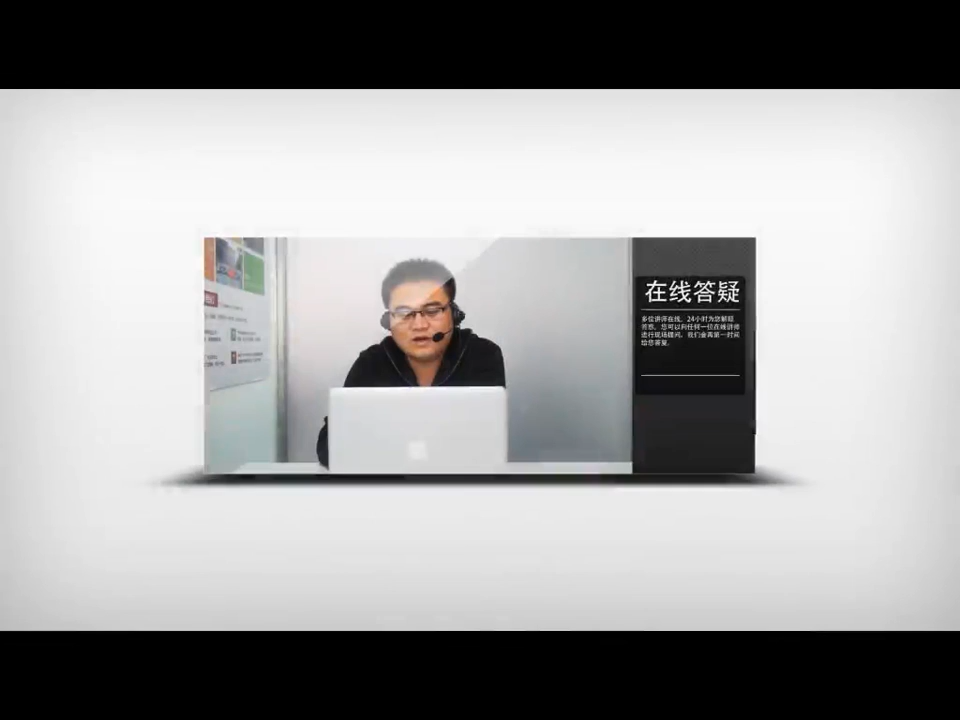 在线答疑
多位讲师在线，24小时为您解疑
答惑，您可以向任何一位在线讲师
进行现场提问，我们会再第一时间
给您答复。